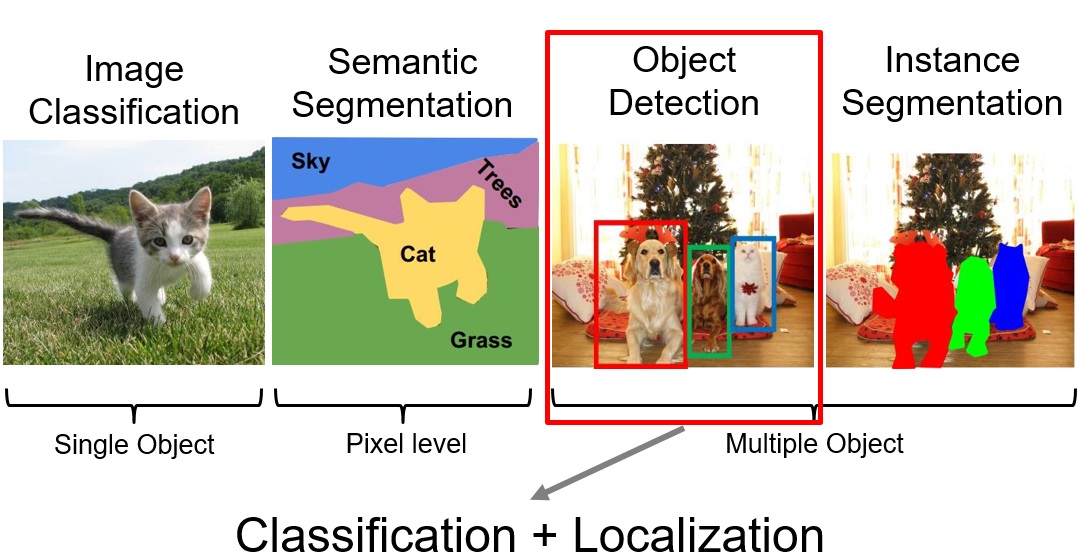 Image
Classification
Semantic
Segmentation
Object
Detection
Instance
Segmentation
Sky
Trees
Cat
Grass
Single Object
Pixel level
Multiple Object
Classification + Localization